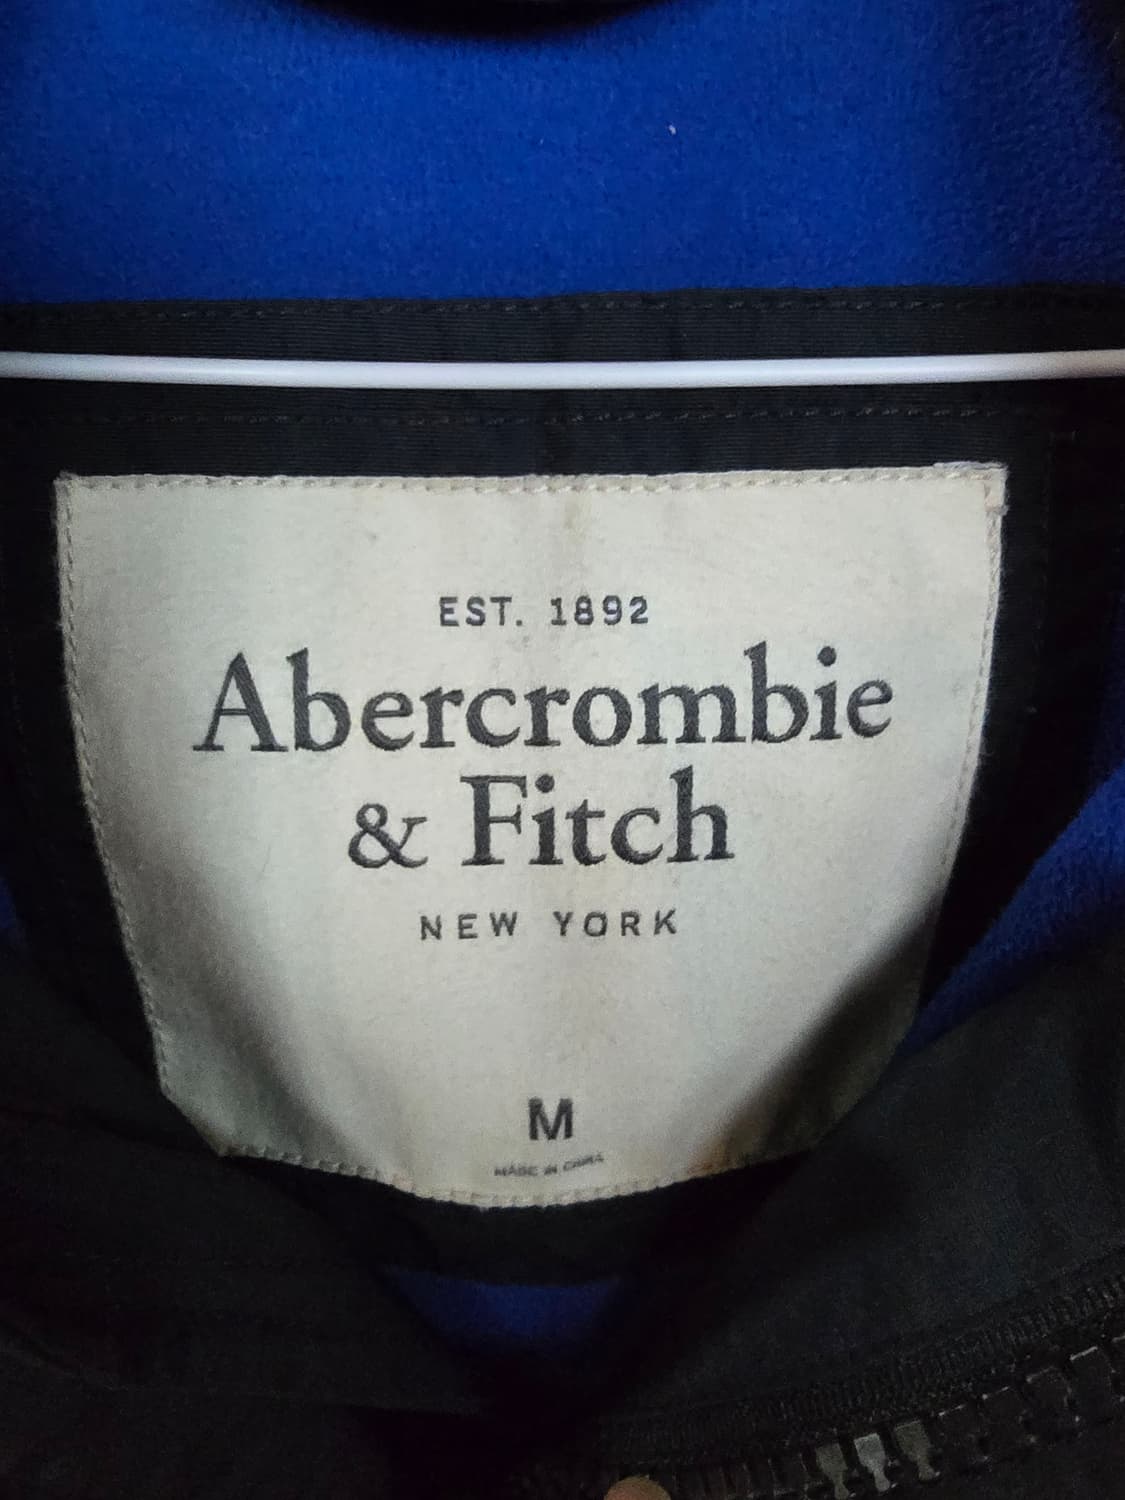 EST. 1892
Abercrombie
& Fitch
NEW YORK
M
MADE IN CHINA